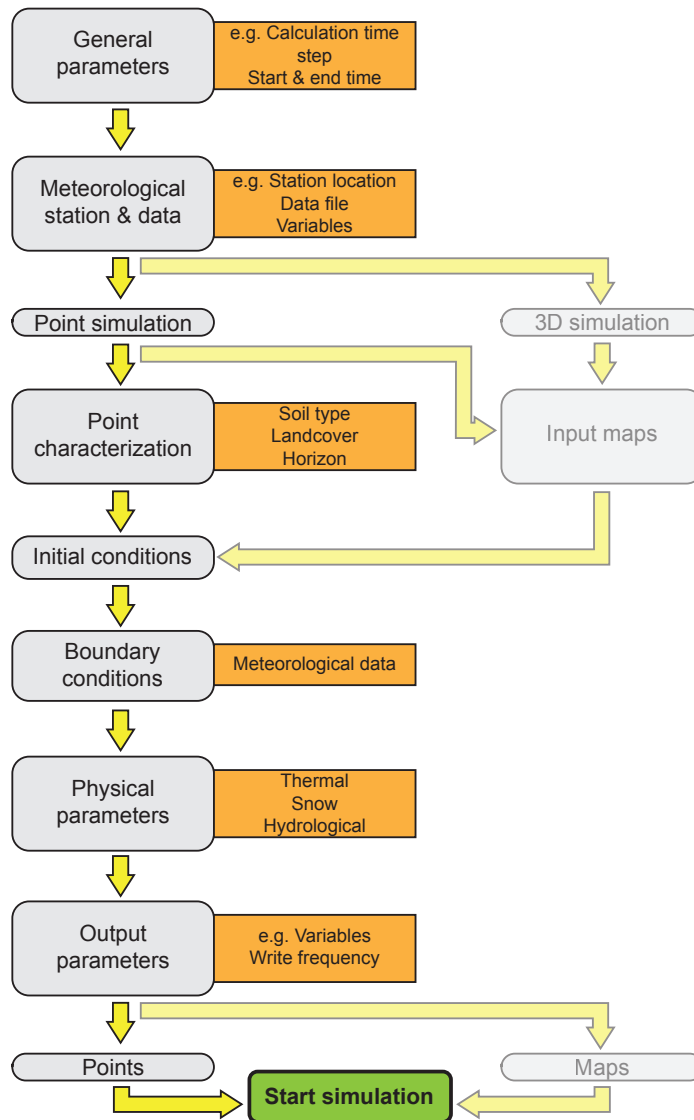 General
parameters
e.g. Calculation time
step
Start & end time
Meteorological
station & data
e.g. Station location
Data file
Variables
Point simulation
3D simulation
Point
characterization
Soil type
Landcover
Horizon
Input maps
Initial conditions
Boundary
conditions
Meteorological data
Physical
parameters
Thermal
Snow
Hydrological
Output
parameters
e.g. Variables
Write frequency
Points
Maps
Start simulation